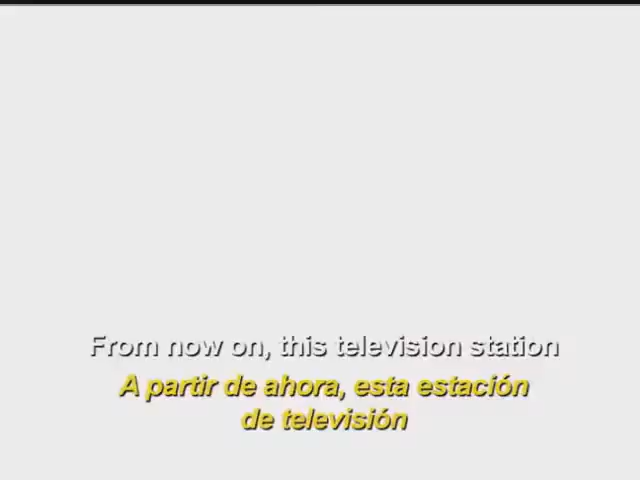 From now on, this television station
A partir de ahora, esta estación
de televisión